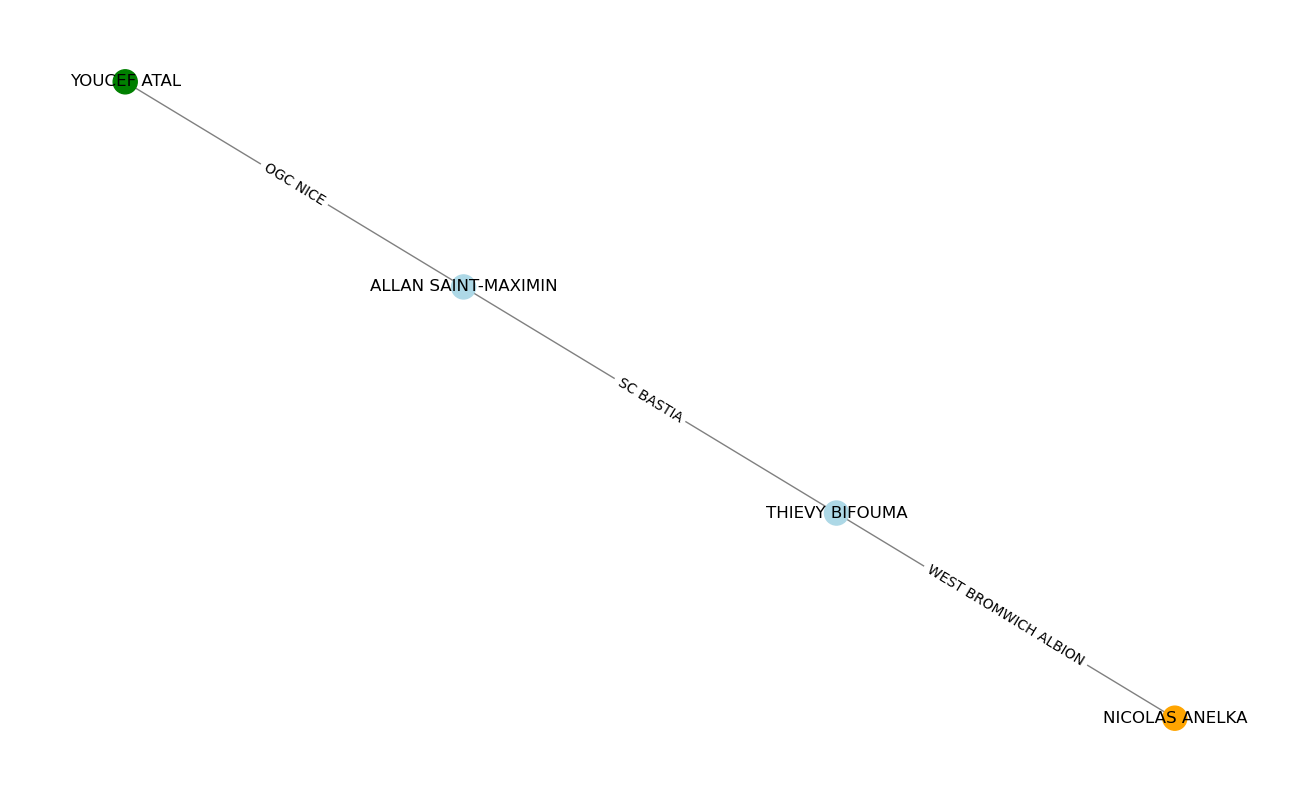 YOUCEF ATAL
OGC NICE
ALLAN SAINT-MAXIMIN
SC BASTIA
THIEVY BIFOUMA
WEST BROMWICH ALBION
NICOLAS ANELKA